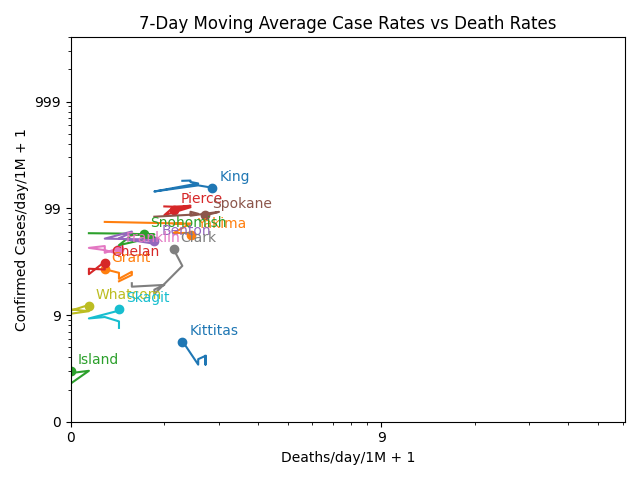 7-Day Moving Average Case Rates vs Death Rates
999
King
Pierce
Spokane
99
Snohomish
Yakima
Benton
Franklin
Clark
Chelan
Grant
Confirmed Cases/day/1M + 1
Whatcom
Skagit
9
Kittitas
Island
0
0
9
Deaths/day/1M + 1